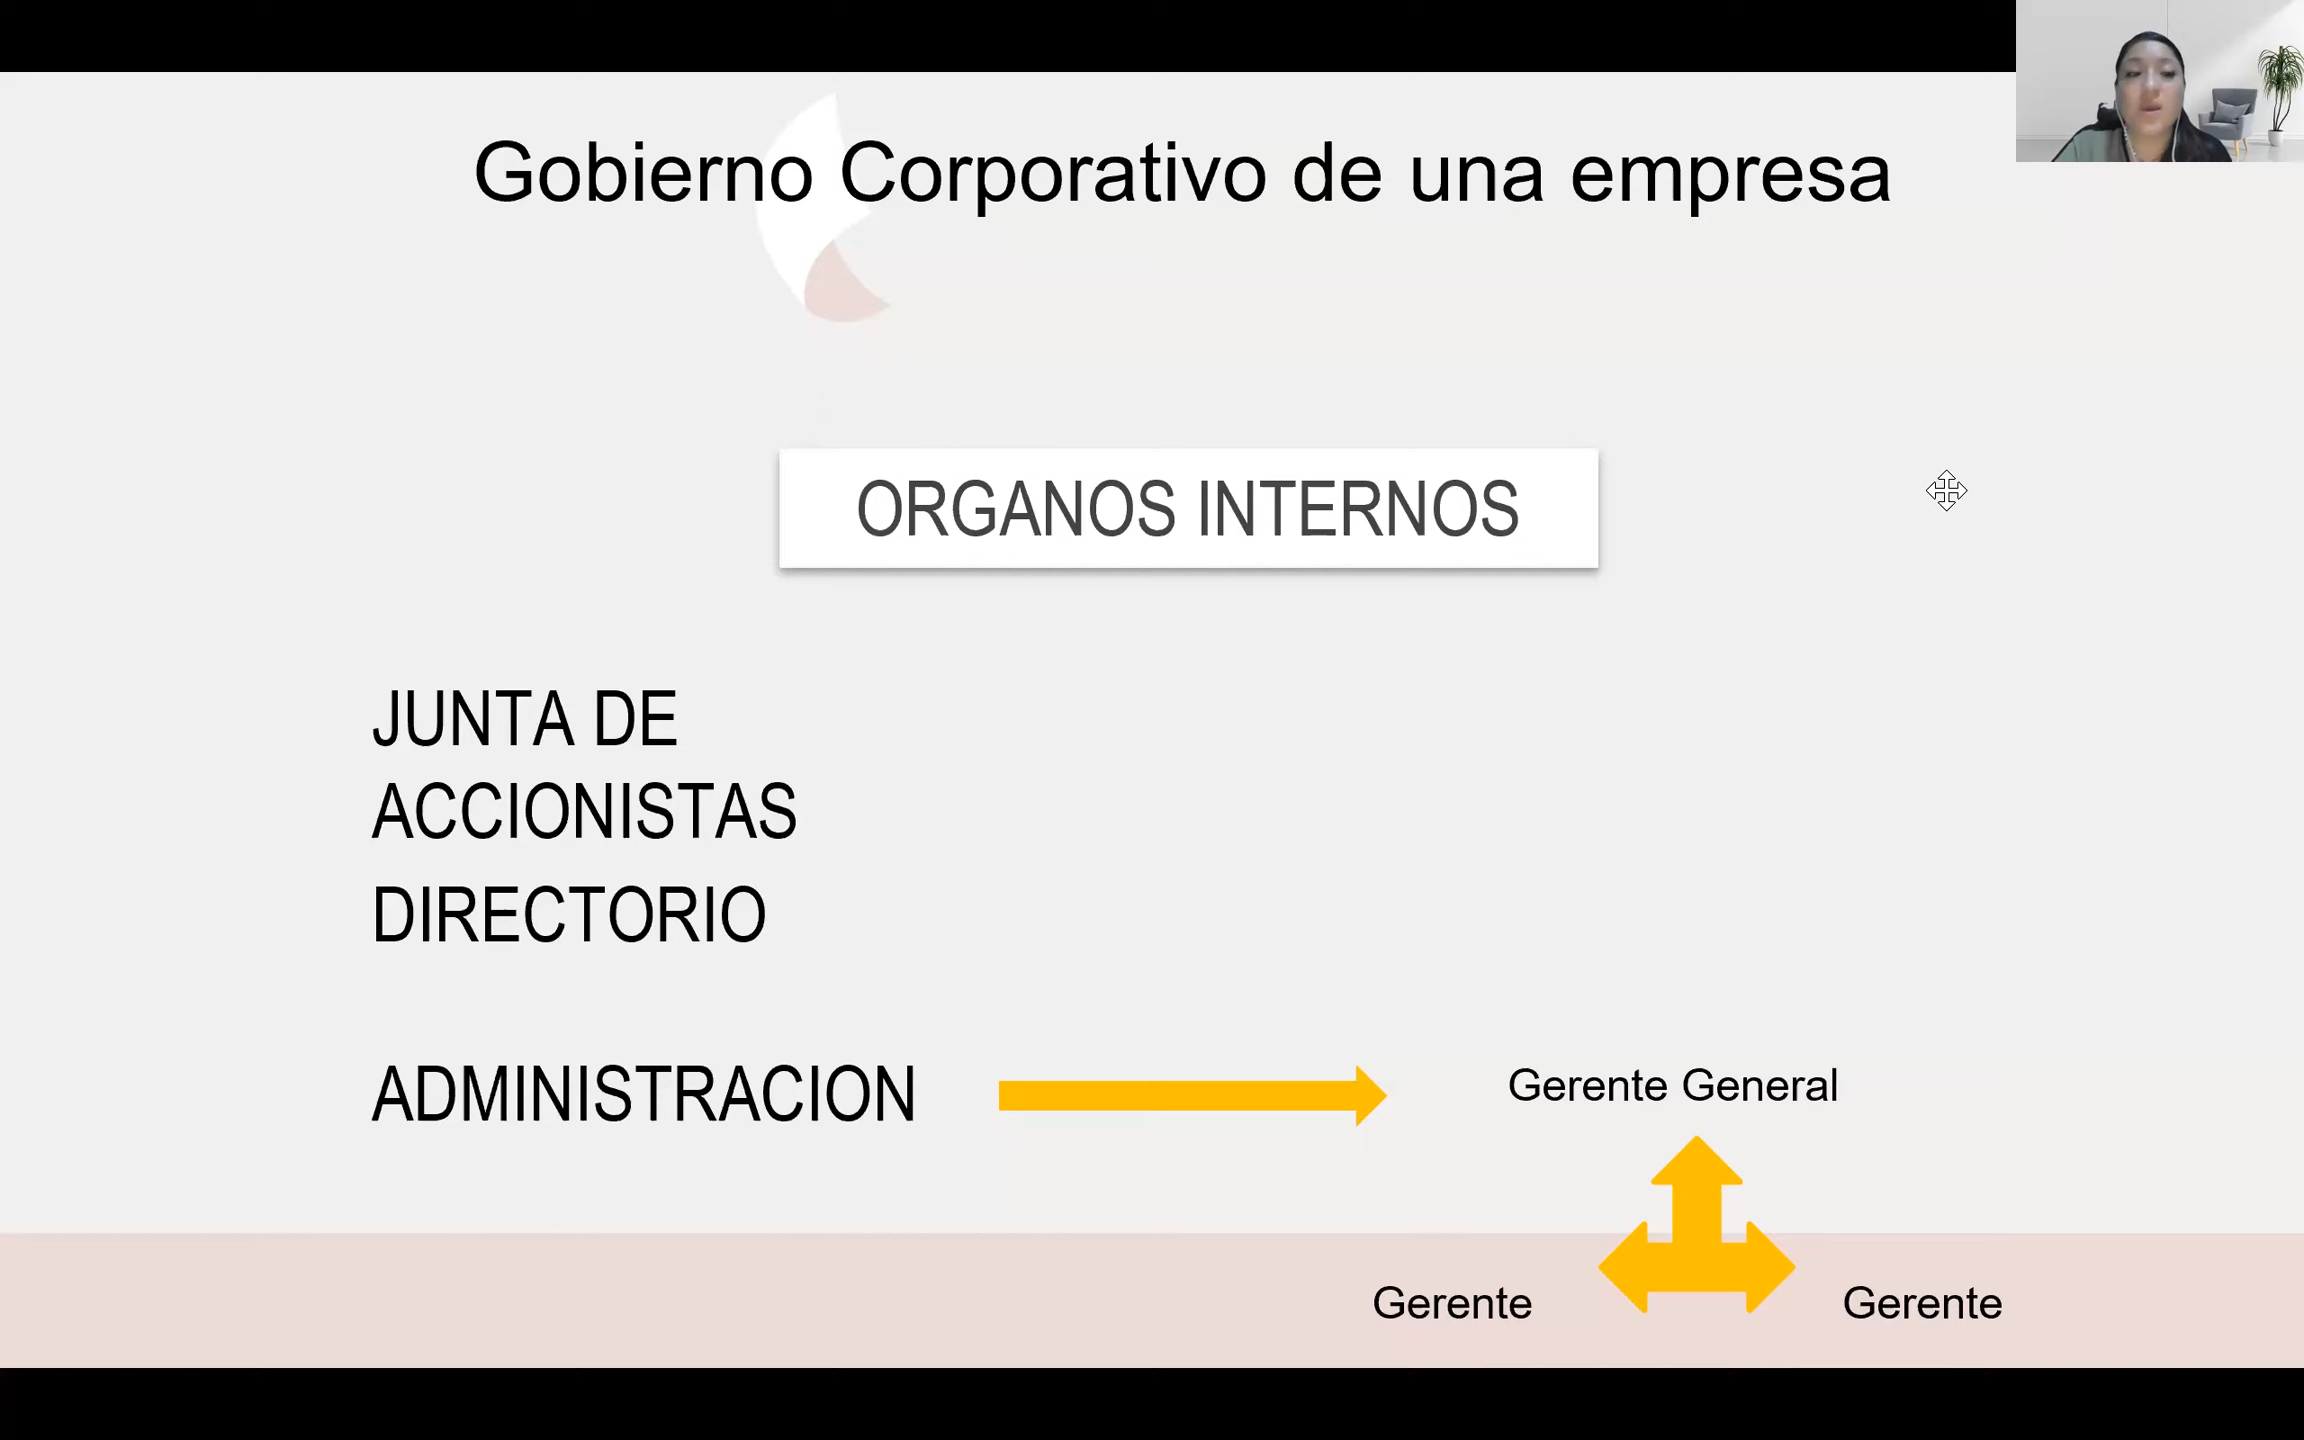 Gobierno Corporativo de una empresa
ORGANOS INTERNOS
JUNTA DE
ACCIONISTAS
DIRECTORIO
ADMINISTRACION
Gerente General
Gerente
Gerente